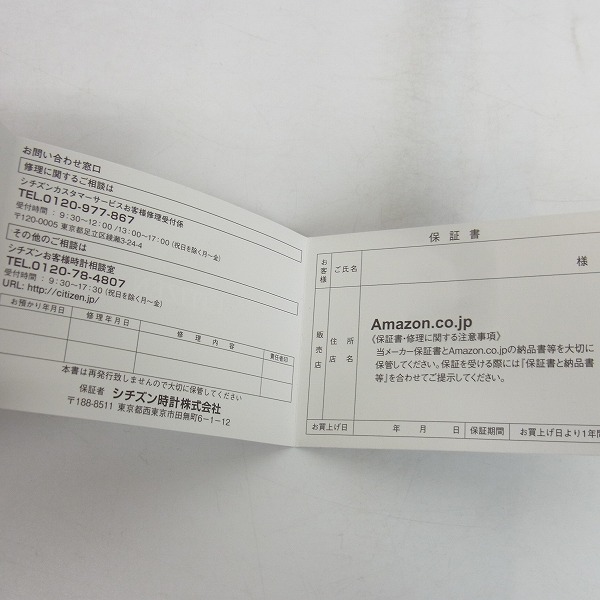 お問い合わせ窓口
修理に関するご相談は
シチズンカスタマーサービスお客様修理受付係
TEL.0120-977-867
受付時間 : 9:30~12:00 /13:00~17:00 (祝日を除く月~金)
〒120-0005 東京都足立区綾瀬3-24-4
その他のご相談は
シチズンお客様時計相談室
TEL.0120-78-4807
受付時間 : 9:30~17:30 (祝日を除く月~金)
URL: http://citizen.jp/
お預かり年月日 修理年月日 修理内容 責任者印
本書は再発行致しませんので大切に保管してください
保証者 シチズン時計株式会社
〒188-8511 東京都西東京市田無町6-1-12
保証書
お客様 ご氏名 様
販売店 住所 店名
Amazon.co.jp
《保証書・修理に関する注意事項》
当メーカー保証書とAmazon.co.jpの納品書等を大切に
保管してください。保証を受ける際には「保証書と納品書
等」を合わせてご提示してください。
お買上げ日 年 月 日 保証期間 お買上げ日より1年間